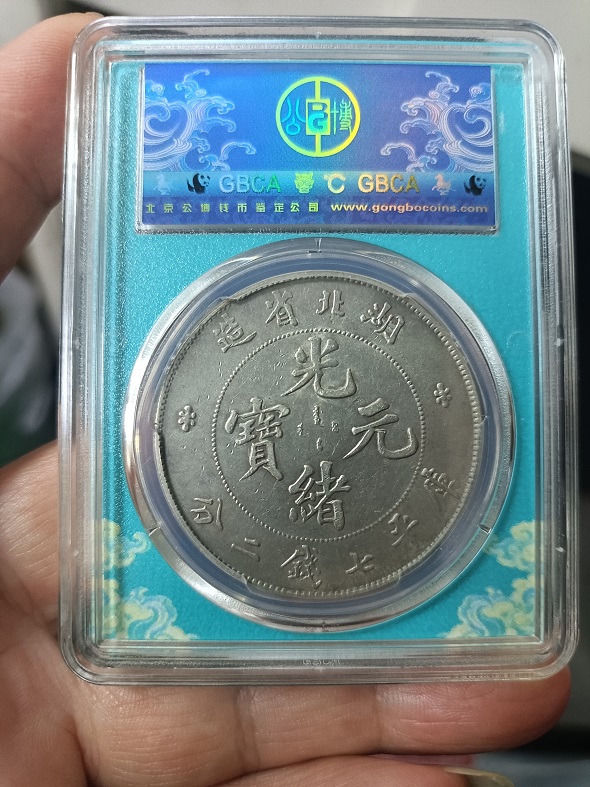 公博
GBCA ℃ GBCA
北京公博钱币鉴定公司 www.gongbocoins.com
湖北省造
光緒元寶
庫平七錢二分